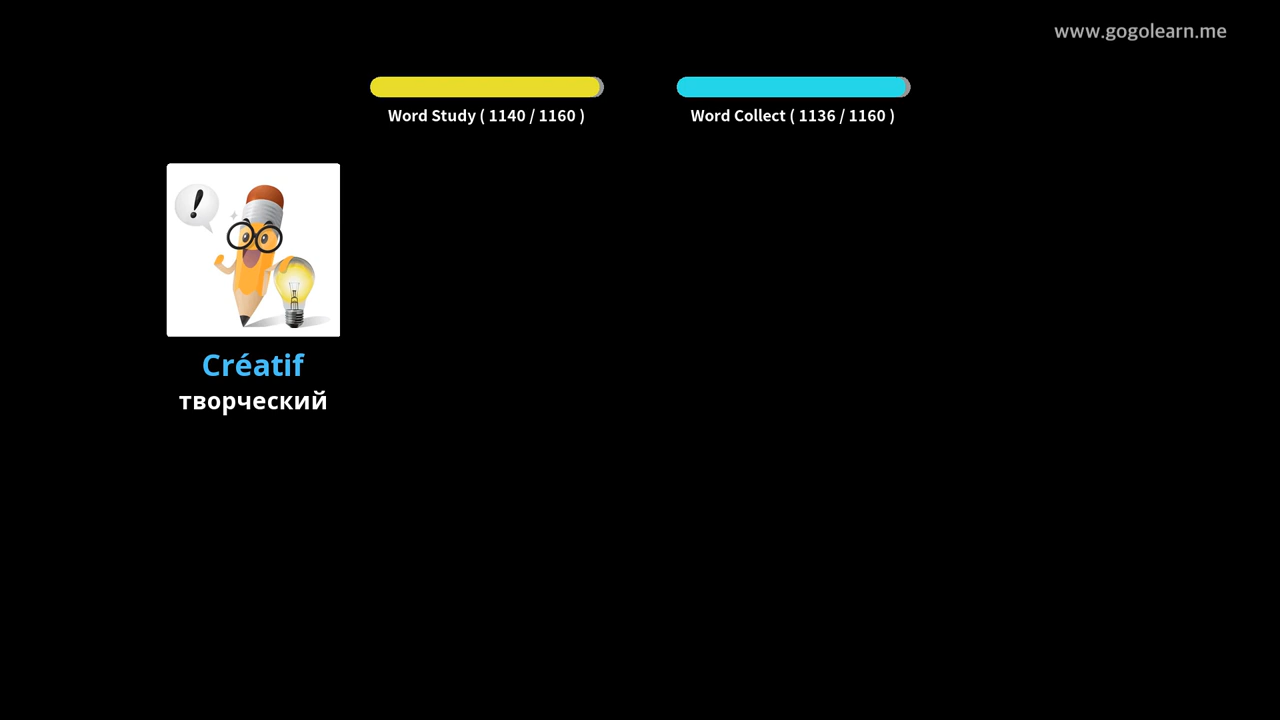 www.gogolearn.me
Word Study ( 1140 / 1160 )
Word Collect ( 1136 / 1160 )
!
Créatif
творческий